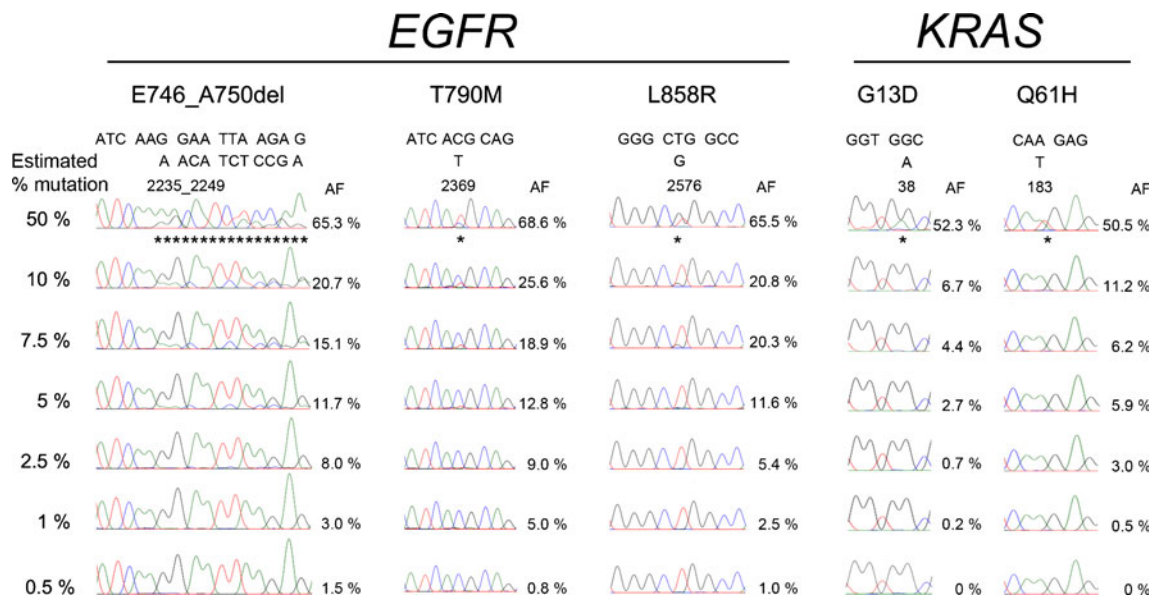 EGFR KRAS
E746_A750del T790M L858R G13D Q61H
ATC AAG GAA TTA AGA G ATC ACG CAG GGG CTG GCC GGT GGC CAA GAG
Estimated A ACA TCT CCG A T G A T
% mutation 2235_2249 AF 2369 AF 2576 AF 38 AF 183 AF
50 % 65.3 % 68.6 % 65.5 % 52.3 % 50.5 %
***************** * * * *
10 % 20.7 % 25.6 % 20.8 % 6.7 % 11.2 %
7.5 % 15.1 % 18.9 % 20.3 % 4.4 % 6.2 %
5 % 11.7 % 12.8 % 11.6 % 2.7 % 5.9 %
2.5 % 8.0 % 9.0 % 5.4 % 0.7 % 3.0 %
1 % 3.0 % 5.0 % 2.5 % 0.2 % 0.5 %
0.5 % 1.5 % 0.8 % 1.0 % 0 % 0 %